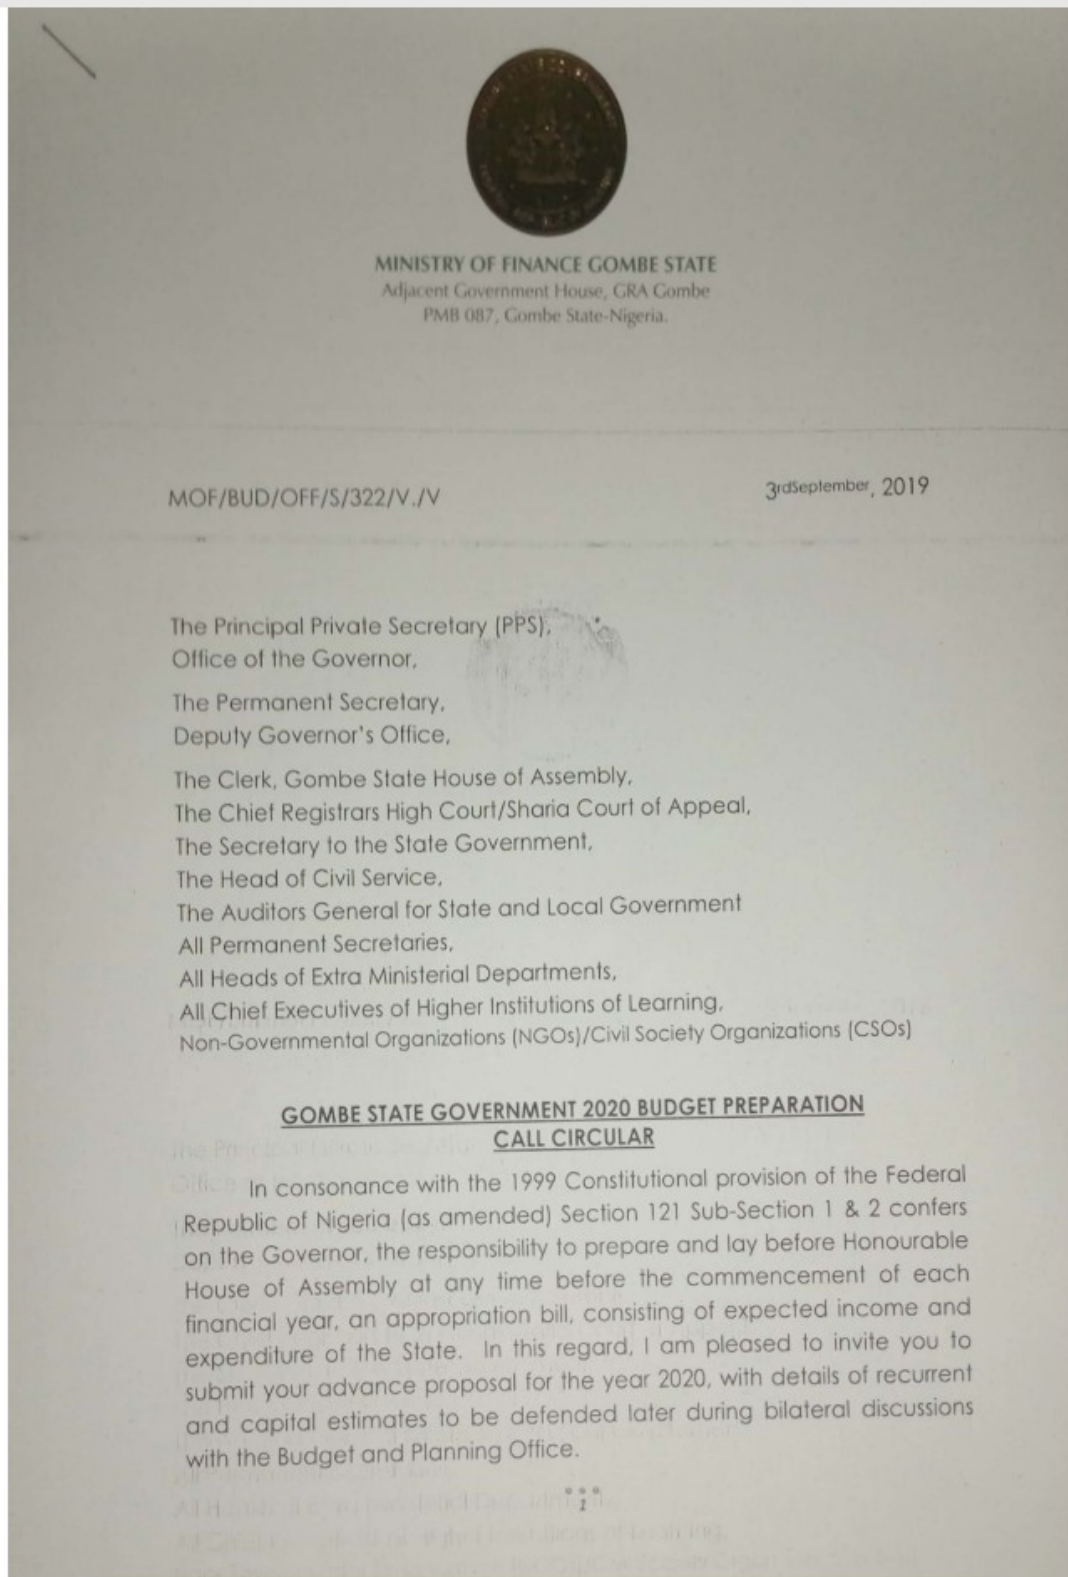 MINISTRY OF FINANCE GOMBE STATE
Adjacent Government House, GRA Gombe
PMB 087, Gombe State-Nigeria.
MOF/BUD/OFF/S/322/V./V
3rdSeptember, 2019
The Principal Private Secretary (PPS),
Office of the Governor,
The Permanent Secretary,
Deputy Governor's Office,
The Clerk, Gombe State House of Assembly,
The Chief Registrars High Court/Sharia Court of Appeal,
The Secretary to the State Government,
The Head of Civil Service,
The Auditors General for State and Local Government
All Permanent Secretaries,
All Heads of Extra Ministerial Departments,
All Chief Executives of Higher Institutions of Learning,
Non-Governmental Organizations (NGOs)/Civil Society Organizations (CSOs)
GOMBE STATE GOVERNMENT 2020 BUDGET PREPARATION
CALL CIRCULAR
In consonance with the 1999 Constitutional provision of the Federal
Republic of Nigeria (as amended) Section 121 Sub-Section 1 & 2 confers
on the Governor, the responsibility to prepare and lay before Honourable
House of Assembly at any time before the commencement of each
financial year, an appropriation bill, consisting of expected income and
expenditure of the State. In this regard, I am pleased to invite you to
submit your advance proposal for the year 2020, with details of recurrent
and capital estimates to be defended later during bilateral discussions
with the Budget and Planning Office.
1